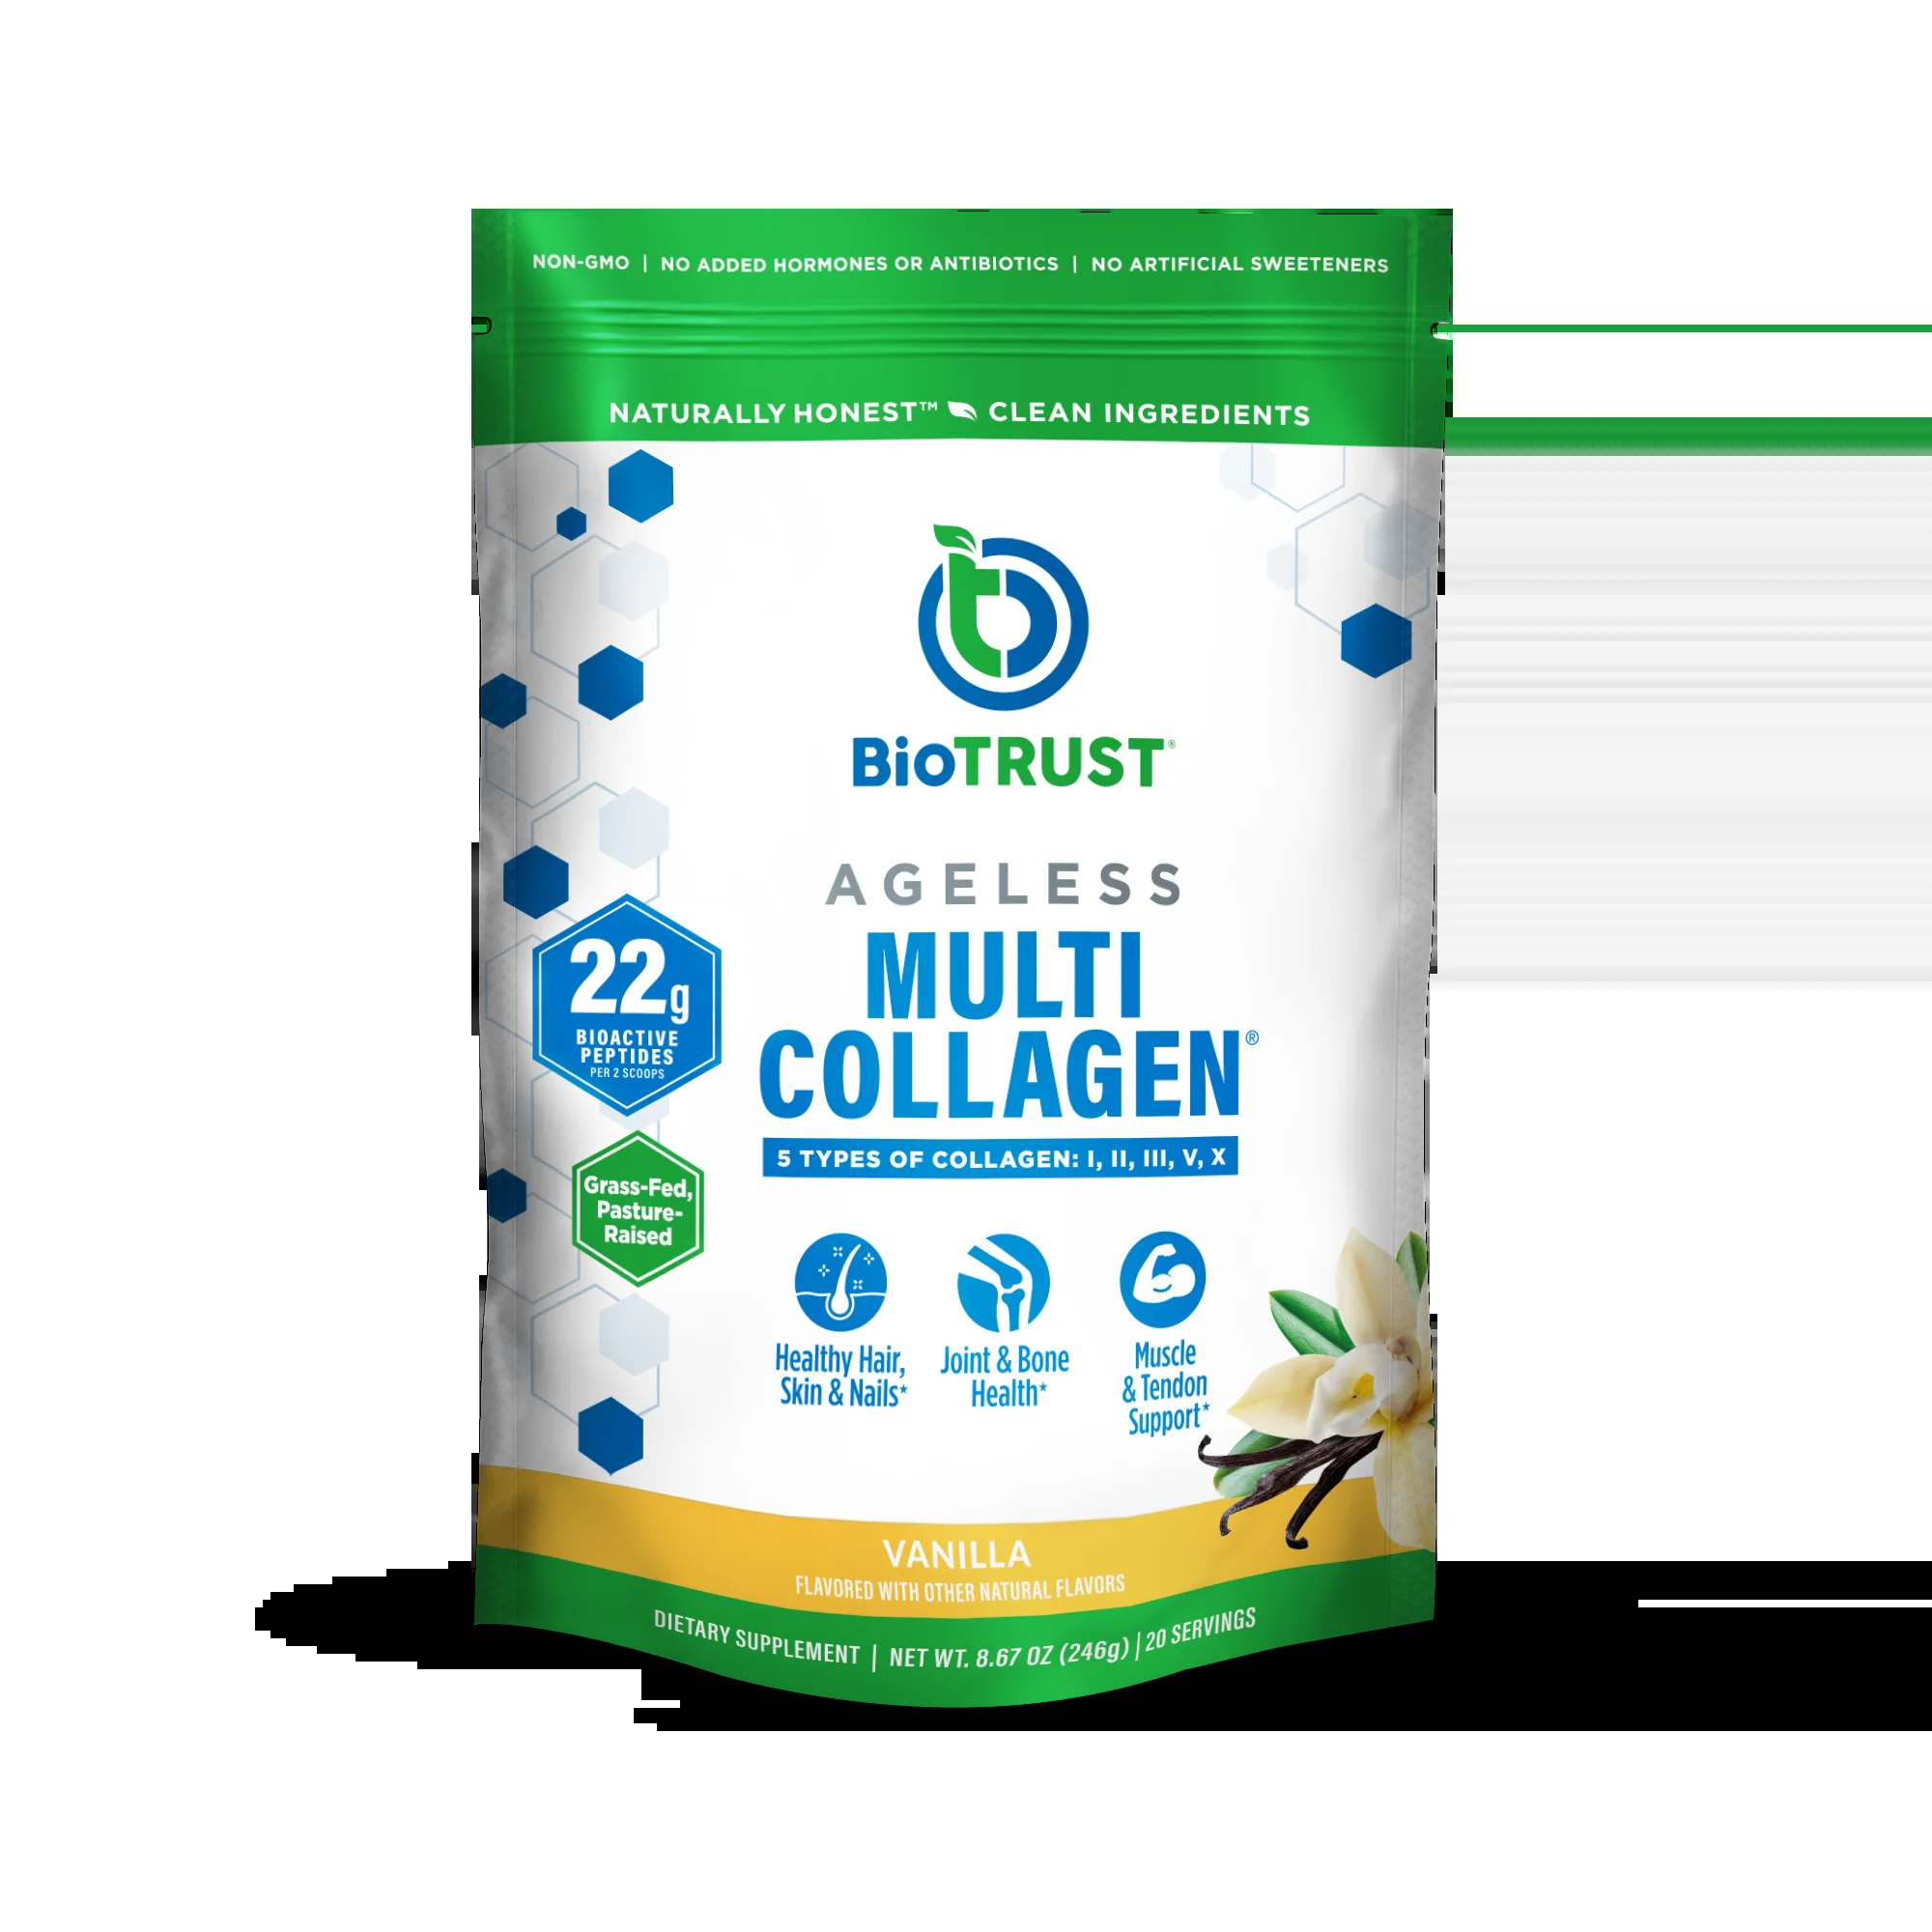 NON-GMO | NO ADDED HORMONES OR ANTIBIOTICS | NO ARTIFICIAL SWEETENERS
NATURALLY HONEST™ CLEAN INGREDIENTS
BioTRUST®
AGELESS
MULTI
COLLAGEN®
5 TYPES OF COLLAGEN: I, II, III, V, X
22g
BIOACTIVE
PEPTIDES
PER 2 SCOOPS
Grass-Fed,
Pasture-
Raised
Healthy Hair,
Skin & Nails*
Joint & Bone
Health*
Muscle
& Tendon
Support*
VANILLA
FLAVORED WITH OTHER NATURAL FLAVORS
DIETARY SUPPLEMENT | NET WT. 8.67 OZ (246g) | 20 SERVINGS